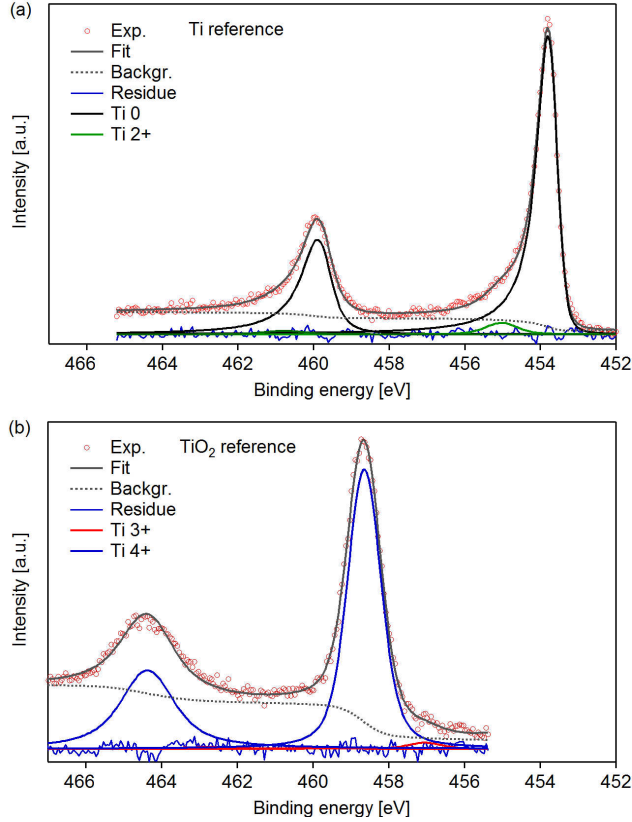 (a)
Exp.
Ti reference
Fit
Backgr.
Residue
Ti 0
Ti 2+
Intensity [a.u.]
466 464 462 460 458 456 454 452
Binding energy [eV]
(b)
Exp.
TiO2 reference
Fit
Backgr.
Residue
Ti 3+
Ti 4+
Intensity [a.u.]
466 464 462 460 458 456 454 452
Binding energy [eV]